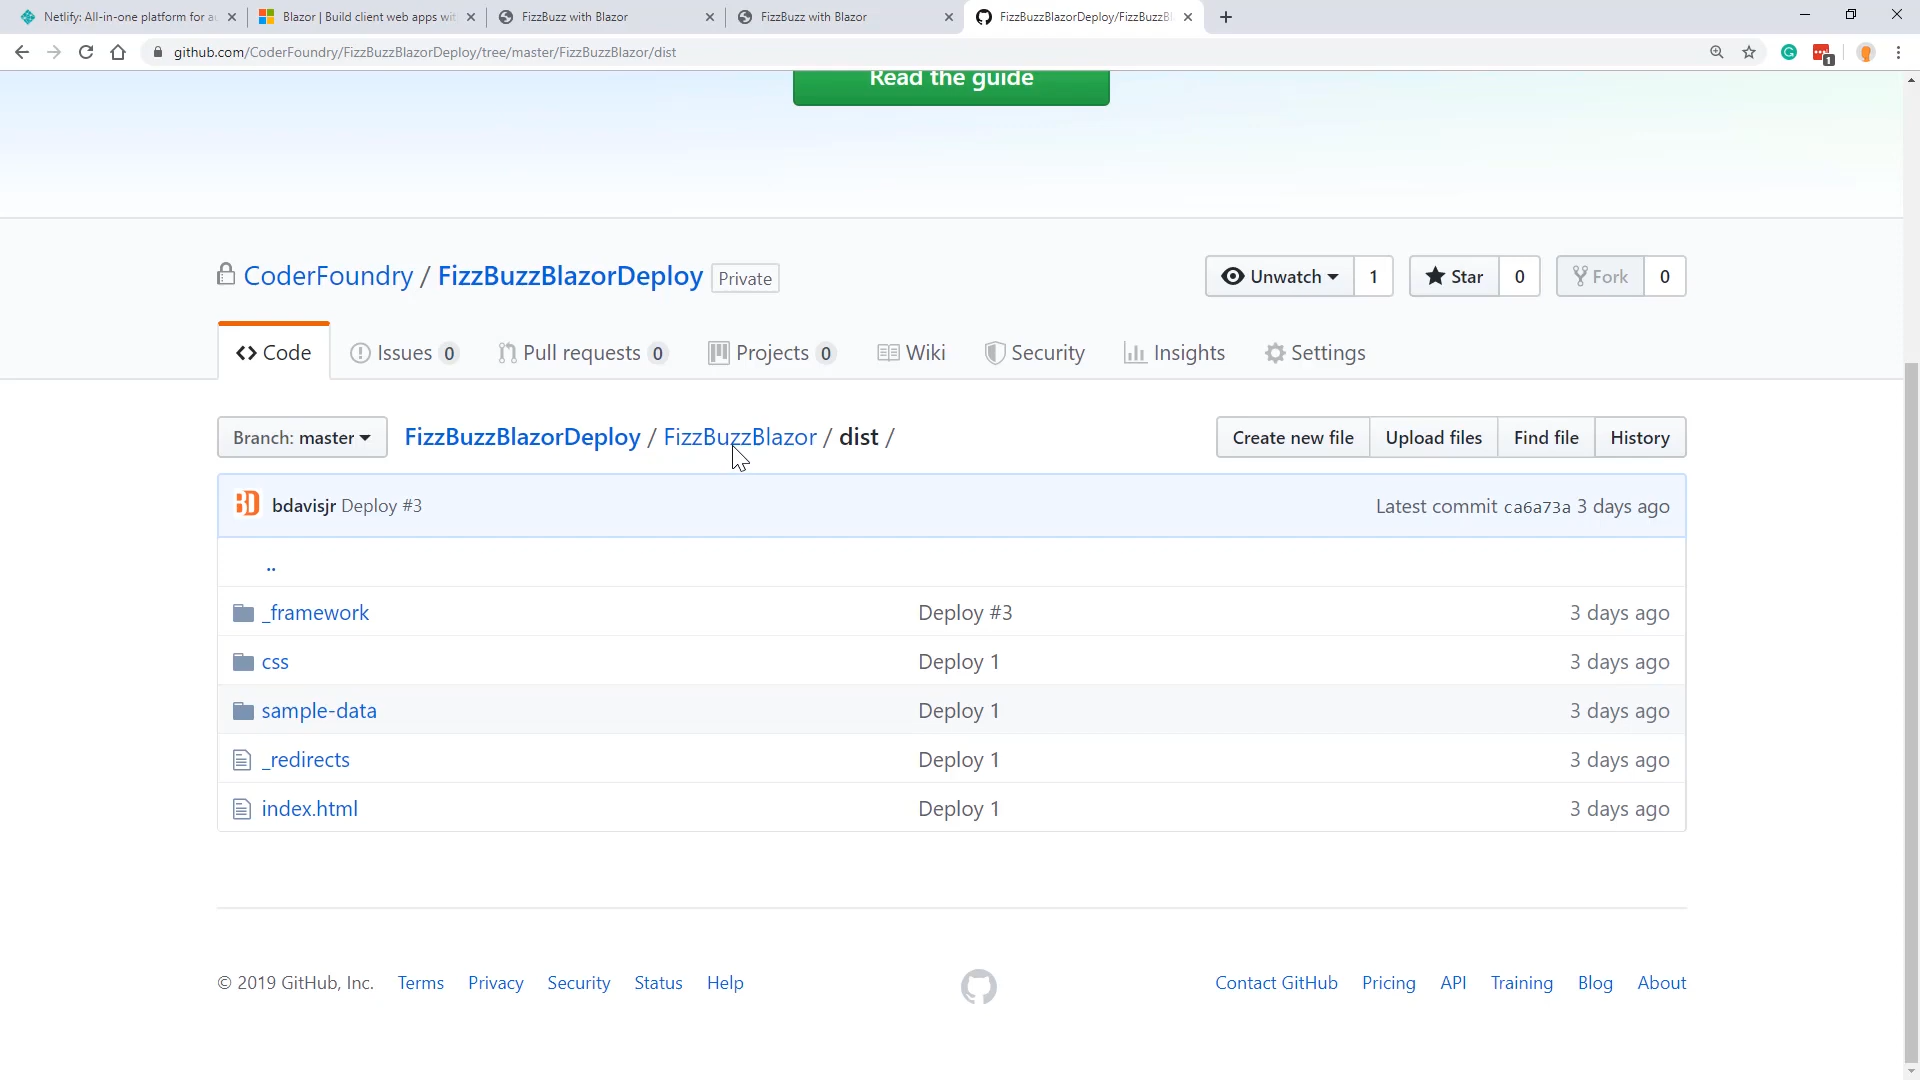 Netlify: All-in-one platform for au
Blazor | Build client web apps wit
FizzBuzz with Blazor
FizzBuzz with Blazor
FizzBuzzBlazorDeploy/FizzBuzzBl
github.com/CoderFoundry/FizzBuzzBlazorDeploy/tree/master/FizzBuzzBlazor/dist
1
Read the guide
CoderFoundry / FizzBuzzBlazorDeploy Private
Unwatch 1 Star 0 Fork 0
Code Issues 0 Pull requests 0 Projects 0 Wiki Security Insights Settings
Branch: master FizzBuzzBlazorDeploy / FizzBuzzBlazor / dist / Create new file Upload files Find file History
BD bdavisjr Deploy #3 Latest commit ca6a73a 3 days ago
..
_framework Deploy #3 3 days ago
css Deploy 1 3 days ago
sample-data Deploy 1 3 days ago
_redirects Deploy 1 3 days ago
index.html Deploy 1 3 days ago
© 2019 GitHub, Inc. Terms Privacy Security Status Help Contact GitHub Pricing API Training Blog About